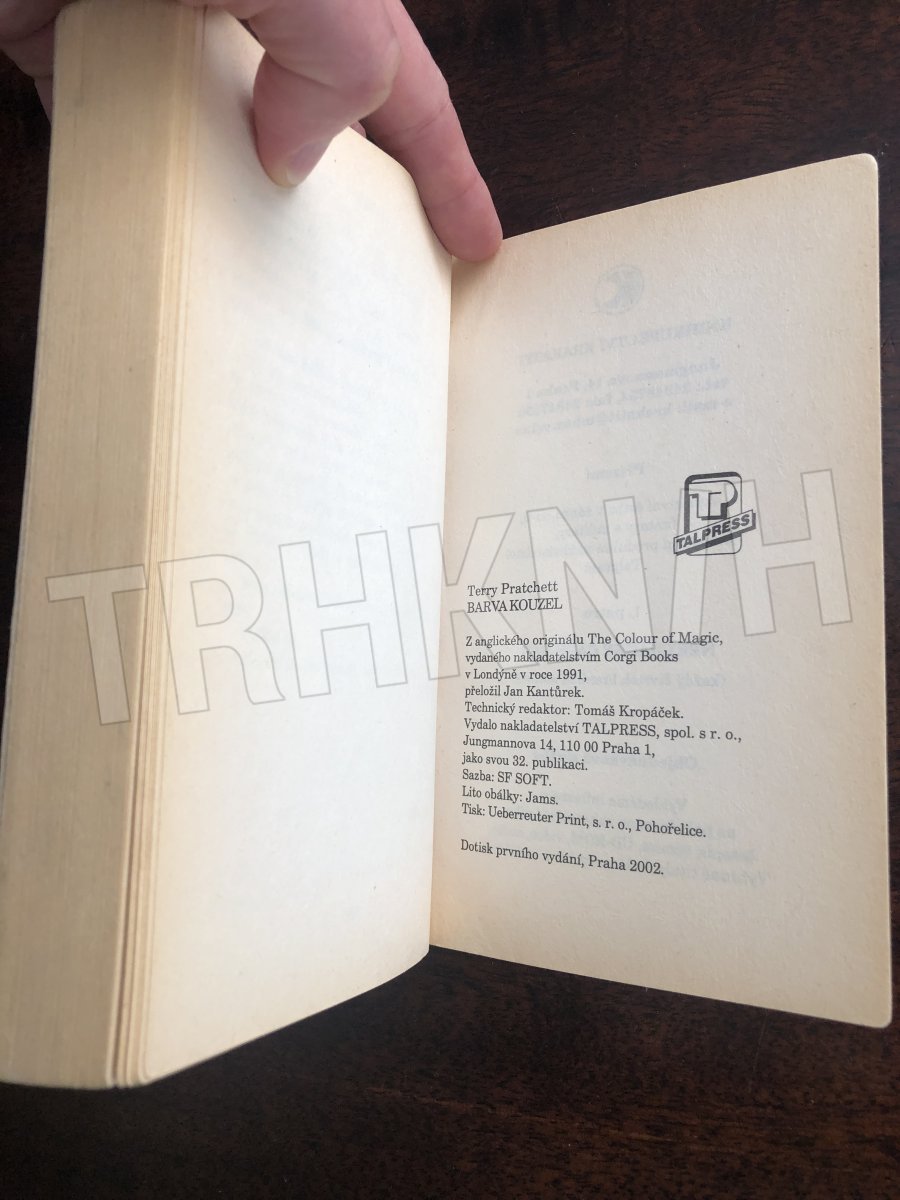 TP
TALPRESS
TRHKNIH
Terry Pratchett
BARVA KOUZEL
Z anglického originálu The Colour of Magic,
vydaného nakladatelstvím Corgi Books
v Londýně v roce 1991,
přeložil Jan Kantůrek.
Technický redaktor: Tomáš Kropáček.
Vydalo nakladatelství TALPRESS, spol. s r. o.,
Jungmannova 14, 110 00 Praha 1,
jako svou 32. publikaci.
Sazba: SF SOFT.
Lito obálky: Jams.
Tisk: Ueberreuter Print, s. r. o., Pohořelice.
Dotisk prvního vydání, Praha 2002.